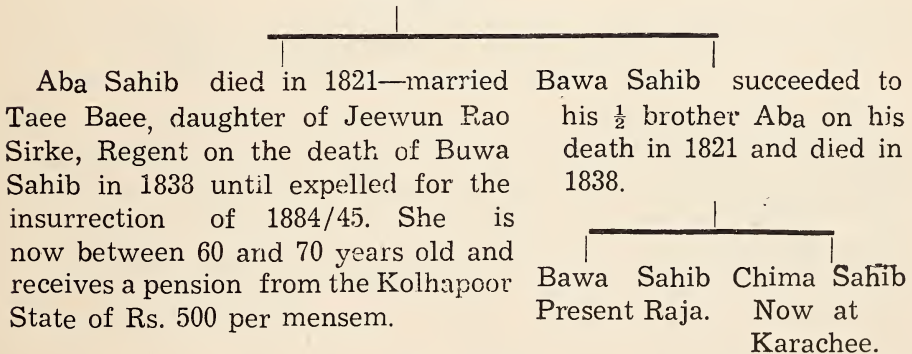 Aba Sahib died in 1821—married
Taee Baee, daughter of Jeewun Rao
Sirke, Regent on the death of Buwa
Sahib in 1838 until expelled for the
insurrection of 1884/45. She is
now between 60 and 70 years old and
receives a pension from the Kolhapoor
State of Rs. 500 per mensem.
Bawa Sahib succeeded to
his ½ brother Aba on his
death in 1821 and died in
1838.
Bawa Sahib
Present Raja.
Chima Sahib
Now at
Karachee.